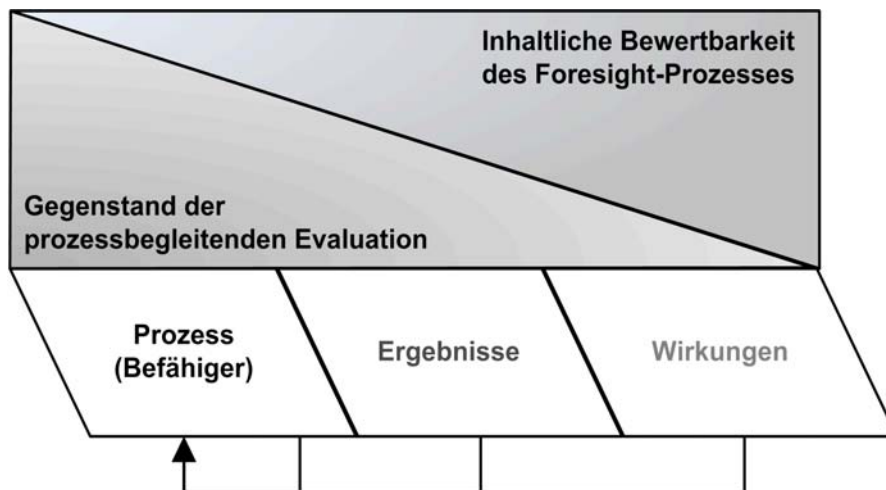 Inhaltliche Bewertbarkeit
des Foresight-Prozesses
Gegenstand der
prozessbegleitenden Evaluation
Prozess
(Befähiger)
Ergebnisse
Wirkungen